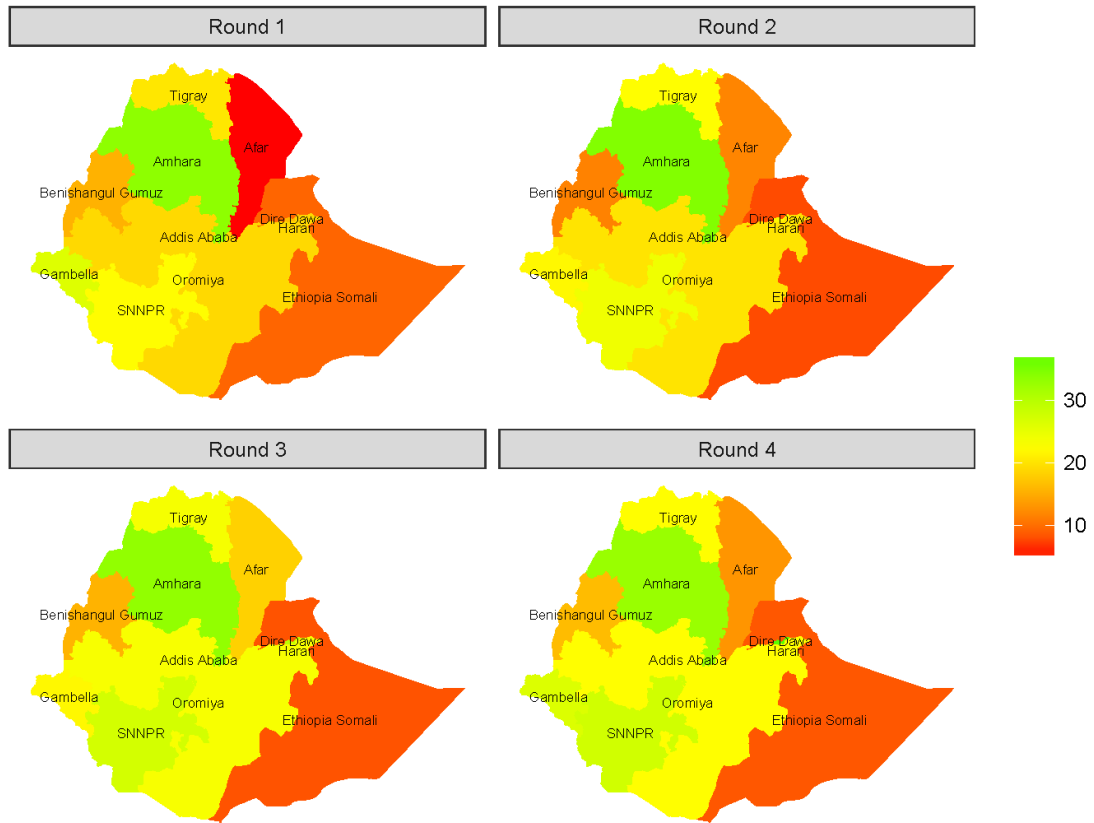 Round 1
Round 2
Tigray
Afar
Amhara
Benishangul Gumuz
Dire Dawa
Harari
Addis Ababa
Gambella
Oromiya
Ethiopia Somali
SNNPR
Tigray
Afar
Amhara
Benishangul Gumuz
Dire Dawa
Harari
Addis Ababa
Gambella
Oromiya
Ethiopia Somali
SNNPR
30
20
10
Round 3
Round 4
Tigray
Afar
Amhara
Benishangul Gumuz
Dire Dawa
Harari
Addis Ababa
Gambella
Oromiya
Ethiopia Somali
SNNPR
Tigray
Afar
Amhara
Benishangul Gumuz
Dire Dawa
Harari
Addis Ababa
Gambella
Oromiya
Ethiopia Somali
SNNPR